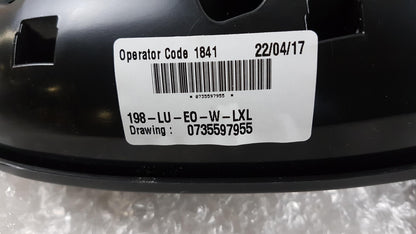 Operator Code 1841 22/04/17
* 0735597955 *
198-LU-EO-W-LXL
Drawing : 0735597955